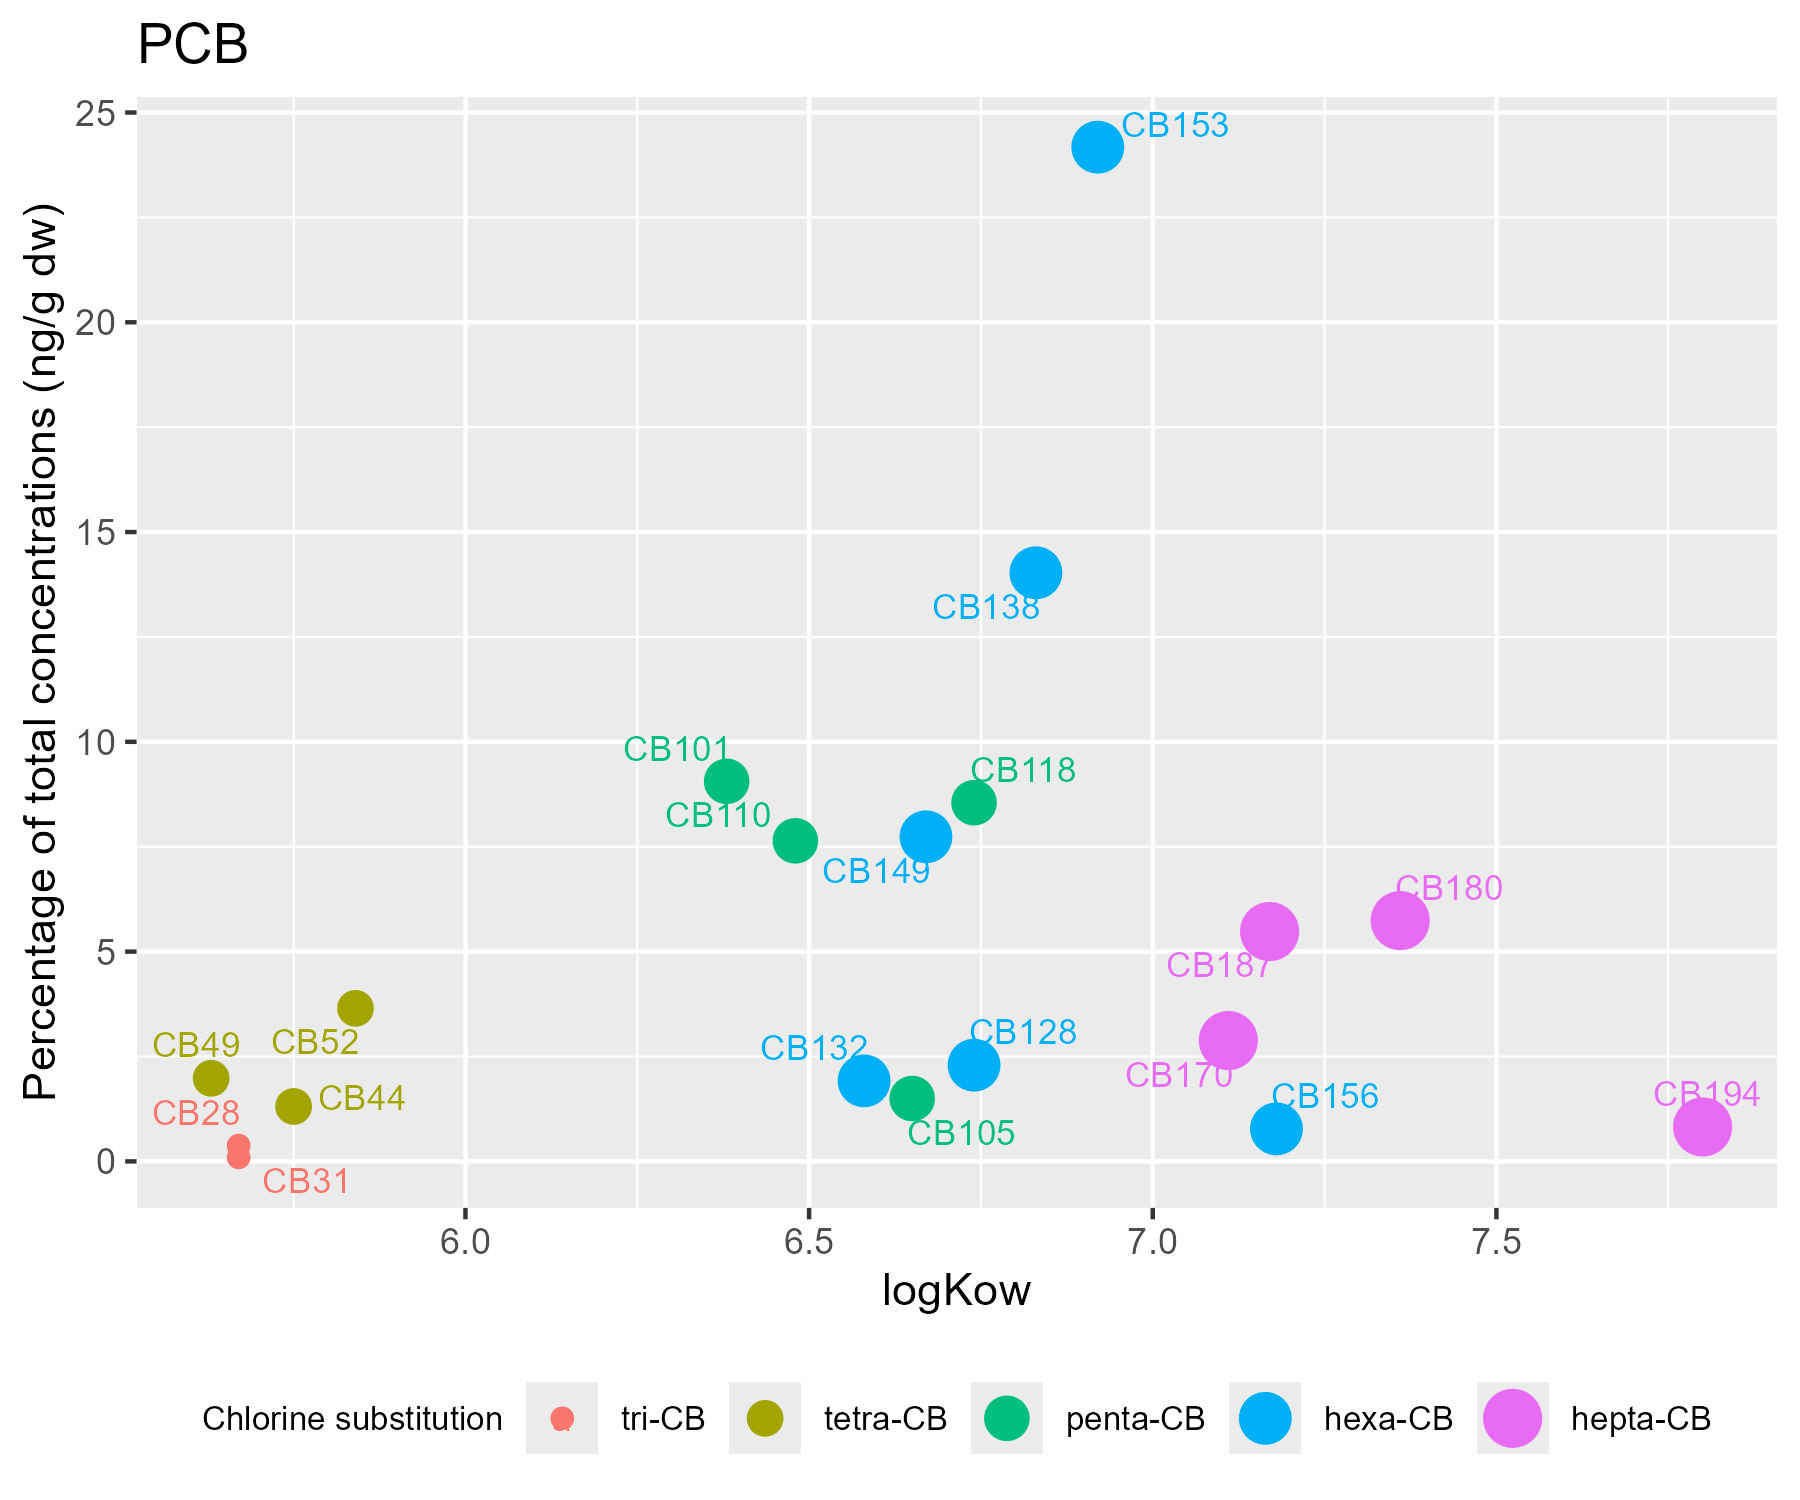 PCB
Percentage of total concentrations (ng/g dw)
25
20
15
10
5
0
CB153
CB138
CB101
CB118
CB110
CB149
CB180
CB187
CB52
CB49
CB128
CB132
CB170
CB44
CB156
CB194
CB28
CB105
CB31
6.0
6.5
7.0
7.5
logKow
Chlorine substitution
tri-CB
tetra-CB
penta-CB
hexa-CB
hepta-CB